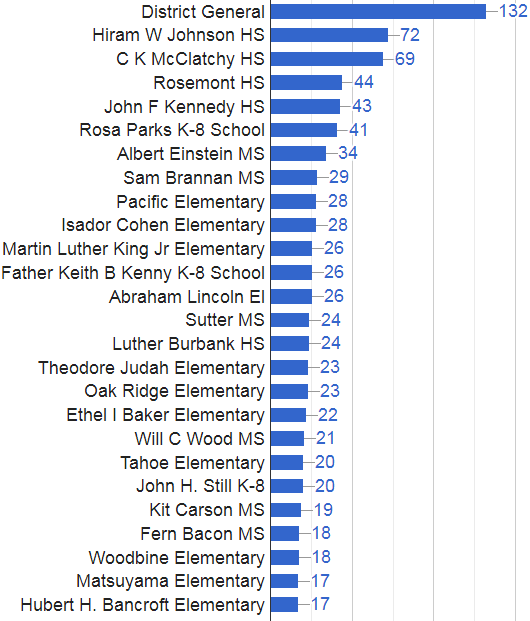 District General 132
Hiram W Johnson HS 72
C K McClatchy HS 69
Rosemont HS 44
John F Kennedy HS 43
Rosa Parks K-8 School 41
Albert Einstein MS 34
Sam Brannan MS 29
Pacific Elementary 28
Isador Cohen Elementary 28
Martin Luther King Jr Elementary 26
Father Keith B Kenny K-8 School 26
Abraham Lincoln El 26
Sutter MS 24
Luther Burbank HS 24
Theodore Judah Elementary 23
Oak Ridge Elementary 23
Ethel I Baker Elementary 22
Will C Wood MS 21
Tahoe Elementary 20
John H. Still K-8 20
Kit Carson MS 19
Fern Bacon MS 18
Woodbine Elementary 18
Matsuyama Elementary 17
Hubert H. Bancroft Elementary 17